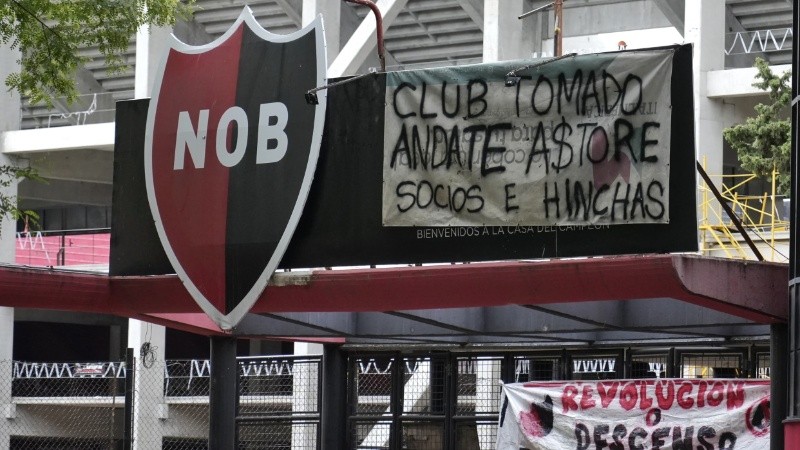 NOB
CLUB TOMADO
ANDATE A$TORE
SOCIOS E HINCHAS
BIENVENIDOS A LA CASA DEL CAMPEON
REVOLUCION
O
DESCENSO